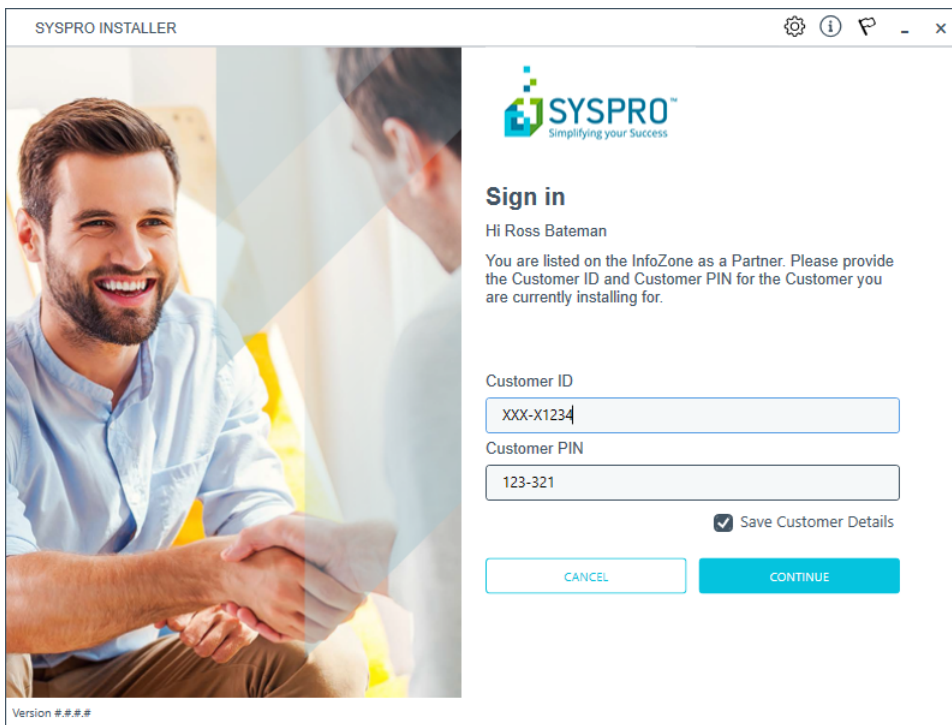 SYSPRO INSTALLER
SYSPRO™
Simplifying your Success
Sign in
Hi Ross Bateman
You are listed on the InfoZone as a Partner. Please provide
the Customer ID and Customer PIN for the Customer you
are currently installing for.
Customer ID
XXX-X1234
Customer PIN
123-321
Save Customer Details
CANCEL
CONTINUE
Version #.#.#.#